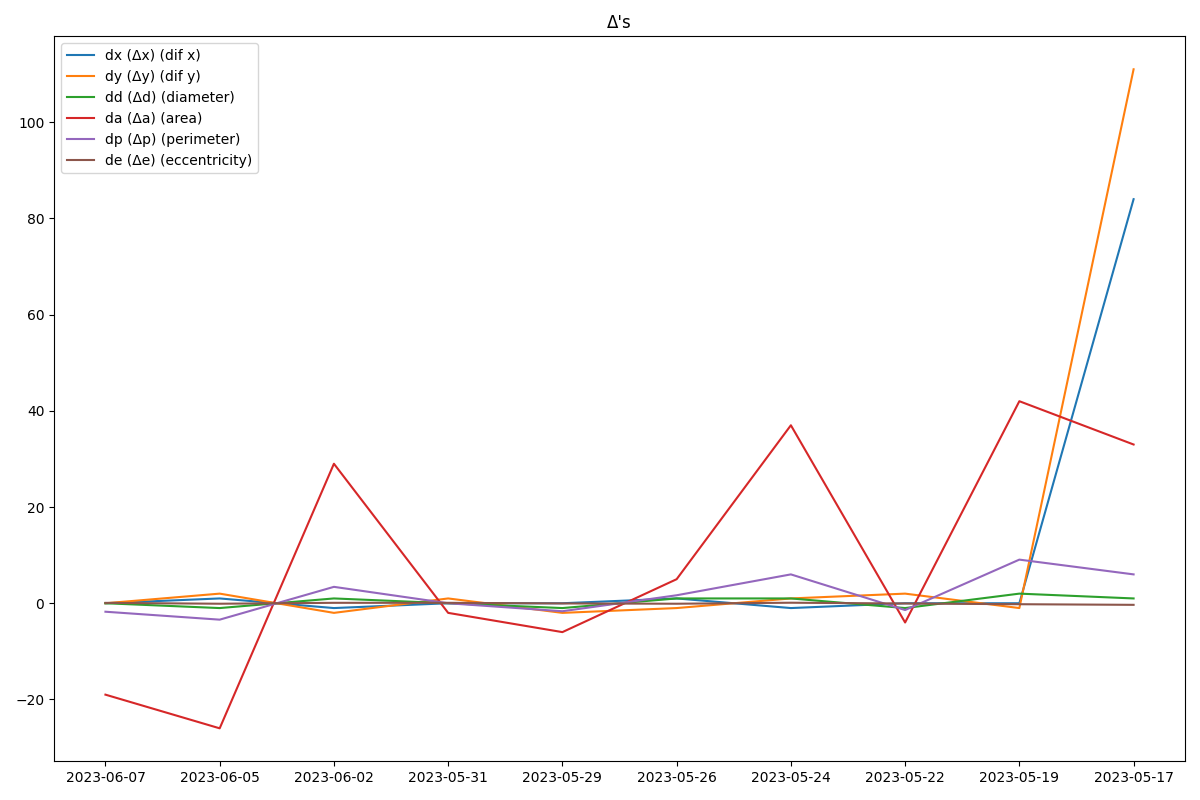 Δ's
dx (Δx) (dif x)
dy (Δy) (dif y)
dd (Δd) (diameter)
da (Δa) (area)
dp (Δp) (perimeter)
de (Δe) (eccentricity)
100
80
60
40
20
0
−20
2023-06-07 2023-06-05 2023-06-02 2023-05-31 2023-05-29 2023-05-26 2023-05-24 2023-05-22 2023-05-19 2023-05-17